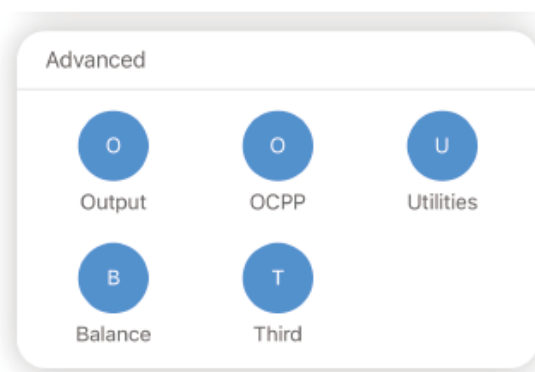 Advanced
O O U
Output OCPP Utilities
B T
Balance Third